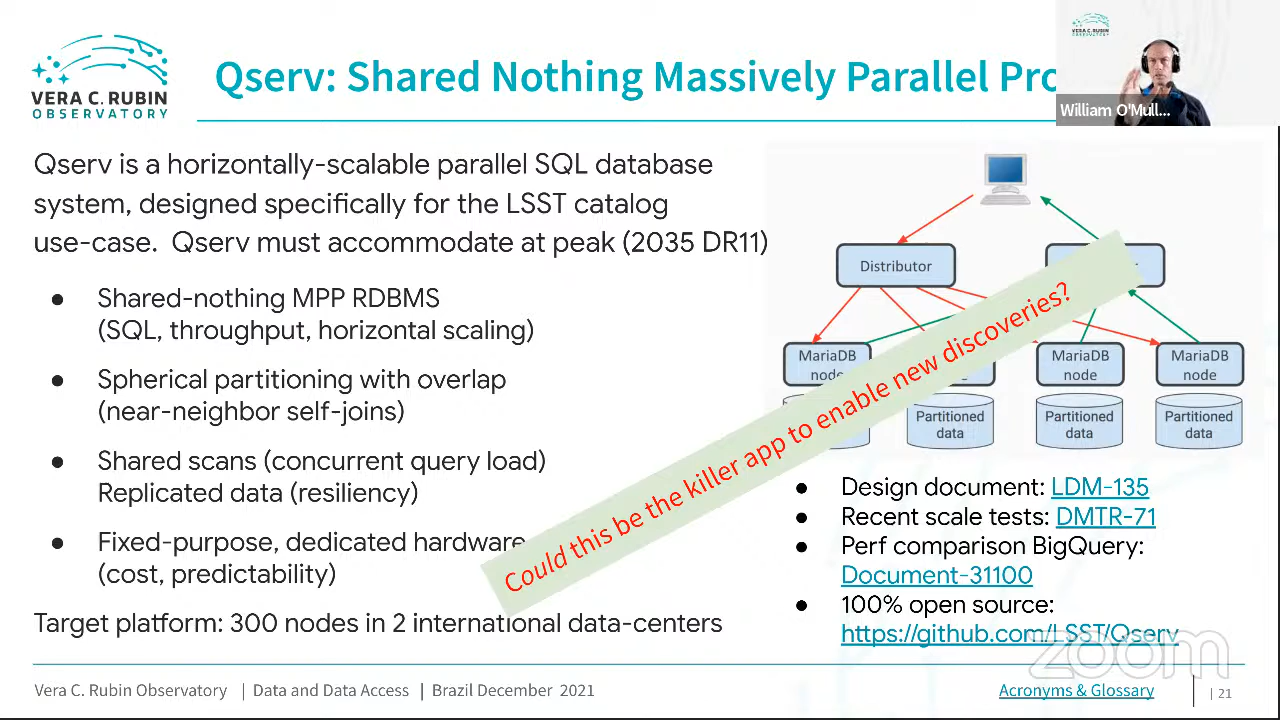 VERA C. RUBIN
OBSERVATORY
Qserv: Shared Nothing Massively Parallel Pro
VERA C. RUBIN
OBSERVATORY
William O'Mull...
Qserv is a horizontally-scalable parallel SQL database
system, designed specifically for the LSST catalog
use-case. Qserv must accommodate at peak (2035 DR11)
● Shared-nothing MPP RDBMS
(SQL, throughput, horizontal scaling)
● Spherical partitioning with overlap
(near-neighbor self-joins)
● Shared scans (concurrent query load)
Replicated data (resiliency)
● Fixed-purpose, dedicated hardware
(cost, predictability)
Target platform: 300 nodes in 2 international data-centers
Distributor
MariaDB
node
MariaDB
node
MariaDB
node
Partitioned
data
Partitioned
data
Partitioned
data
Could this be the killer app to enable new discoveries?
● Design document: LDM-135
● Recent scale tests: DMTR-71
● Perf comparison BigQuery:
Document-31100
● 100% open source:
https://github.com/LSST/Qserv
zoom
Vera C. Rubin Observatory | Data and Data Access | Brazil December 2021
Acronyms & Glossary
| 21